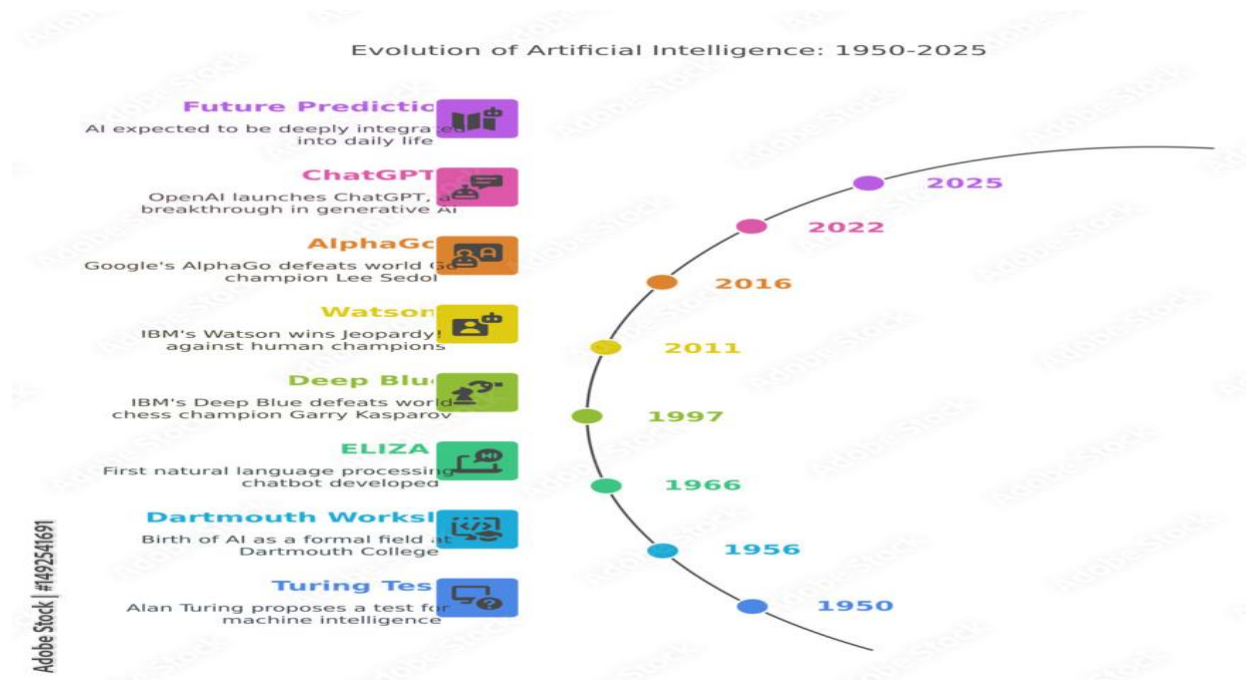 Evolution of Artificial Intelligence: 1950-2025
Future Predictio
AI expected to be deeply integrated
into daily life
2025
ChatGPT
OpenAI launches ChatGPT, a
breakthrough in generative AI
2022
AlphaGo
Google's AlphaGo defeats world Go
champion Lee Sedol
2016
Watson
IBM's Watson wins Jeopardy!
against human champions
2011
Deep Blu
IBM's Deep Blue defeats world
chess champion Garry Kasparov
1997
ELIZA
First natural language processing
chatbot developed
1966
Dartmouth Worksh
Birth of AI as a formal field at
Dartmouth College
1956
Turing Tes
Alan Turing proposes a test for
machine intelligence
1950
Adobe Stock | #1492541691